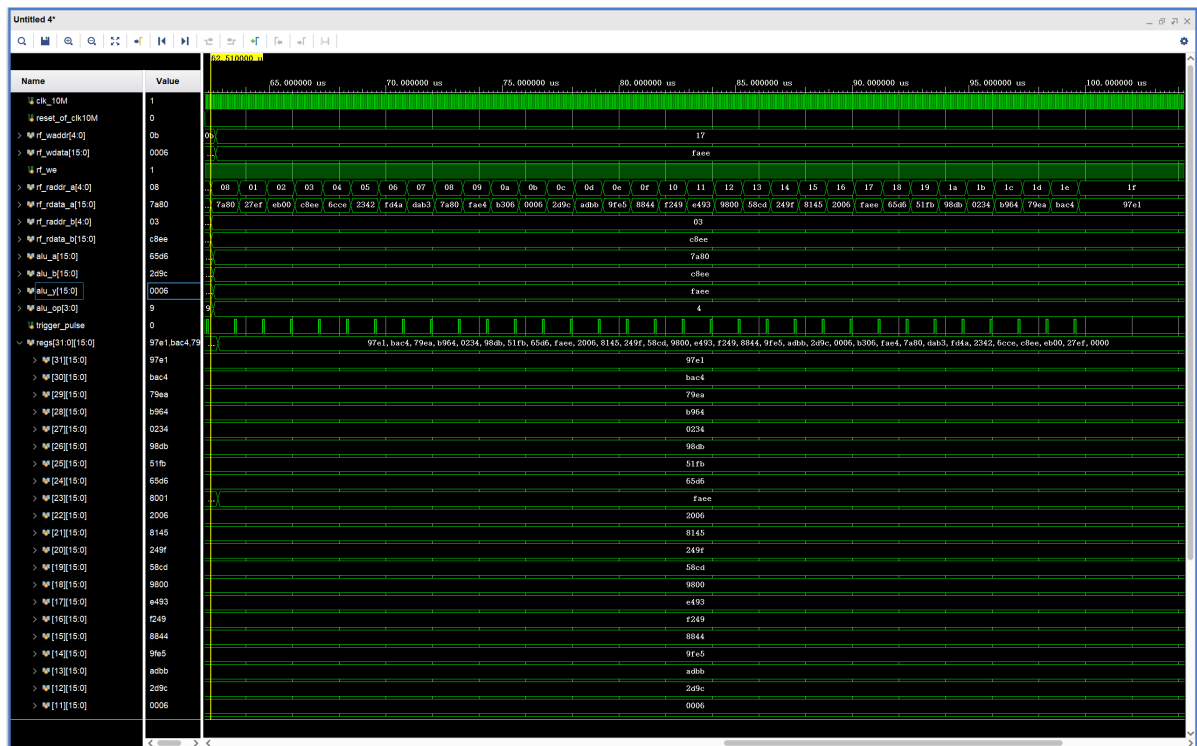 Untitled 4*
62.510000 u
Name Value
65.000000 us 70.000000 us 75.000000 us 80.000000 us 85.000000 us 90.000000 us 95.000000 us 100.000000 us
clk_10M 1
reset_of_clk10M 0
rf_waddr[4:0] 0b 0b 17
rf_wdata[15:0] 0006 ... faee
rf_we 1
rf_raddr_a[4:0] 08 ... 08 01 02 03 04 05 06 07 08 09 0a 0b 0c 0d 0e 0f 10 11 12 13 14 15 16 17 18 19 1a 1b 1c 1d 1e 1f
rf_rdata_a[15:0] 7a80 ... 7a80 27ef eb00 c8ee 6cce 2342 fd4a dab3 7a80 fae4 b306 0006 2d9c adbb 9fe5 8844 f249 e493 9800 58cd 249f 8145 2006 faee 65d6 51fb 98db 0234 b964 79ea bac4 97e1
rf_raddr_b[4:0] 03 ... 03
rf_rdata_b[15:0] c8ee ... c8ee
alu_a[15:0] 65d6 ... 7a80
alu_b[15:0] 2d9c ... c8ee
alu_y[15:0] 0006 ... faee
alu_op[3:0] 9 9 4
trigger_pulse 0
regs[31:0][15:0] 97e1,bac4,79 ... 97e1, bac4, 79ea, b964, 0234, 98db, 51fb, 65d6, faee, 2006, 8145, 249f, 58cd, 9800, e493, f249, 8844, 9fe5, adbb, 2d9c, 0006, b306, fae4, 7a80, dab3, fd4a, 2342, 6cce, c8ee, eb00, 27ef, 0000
[31][15:0] 97e1 97e1
[30][15:0] bac4 bac4
[29][15:0] 79ea 79ea
[28][15:0] b964 b964
[27][15:0] 0234 0234
[26][15:0] 98db 98db
[25][15:0] 51fb 51fb
[24][15:0] 65d6 65d6
[23][15:0] 8001 ... faee
[22][15:0] 2006 2006
[21][15:0] 8145 8145
[20][15:0] 249f 249f
[19][15:0] 58cd 58cd
[18][15:0] 9800 9800
[17][15:0] e493 e493
[16][15:0] f249 f249
[15][15:0] 8844 8844
[14][15:0] 9fe5 9fe5
[13][15:0] adbb adbb
[12][15:0] 2d9c 2d9c
[11][15:0] 0006 0006